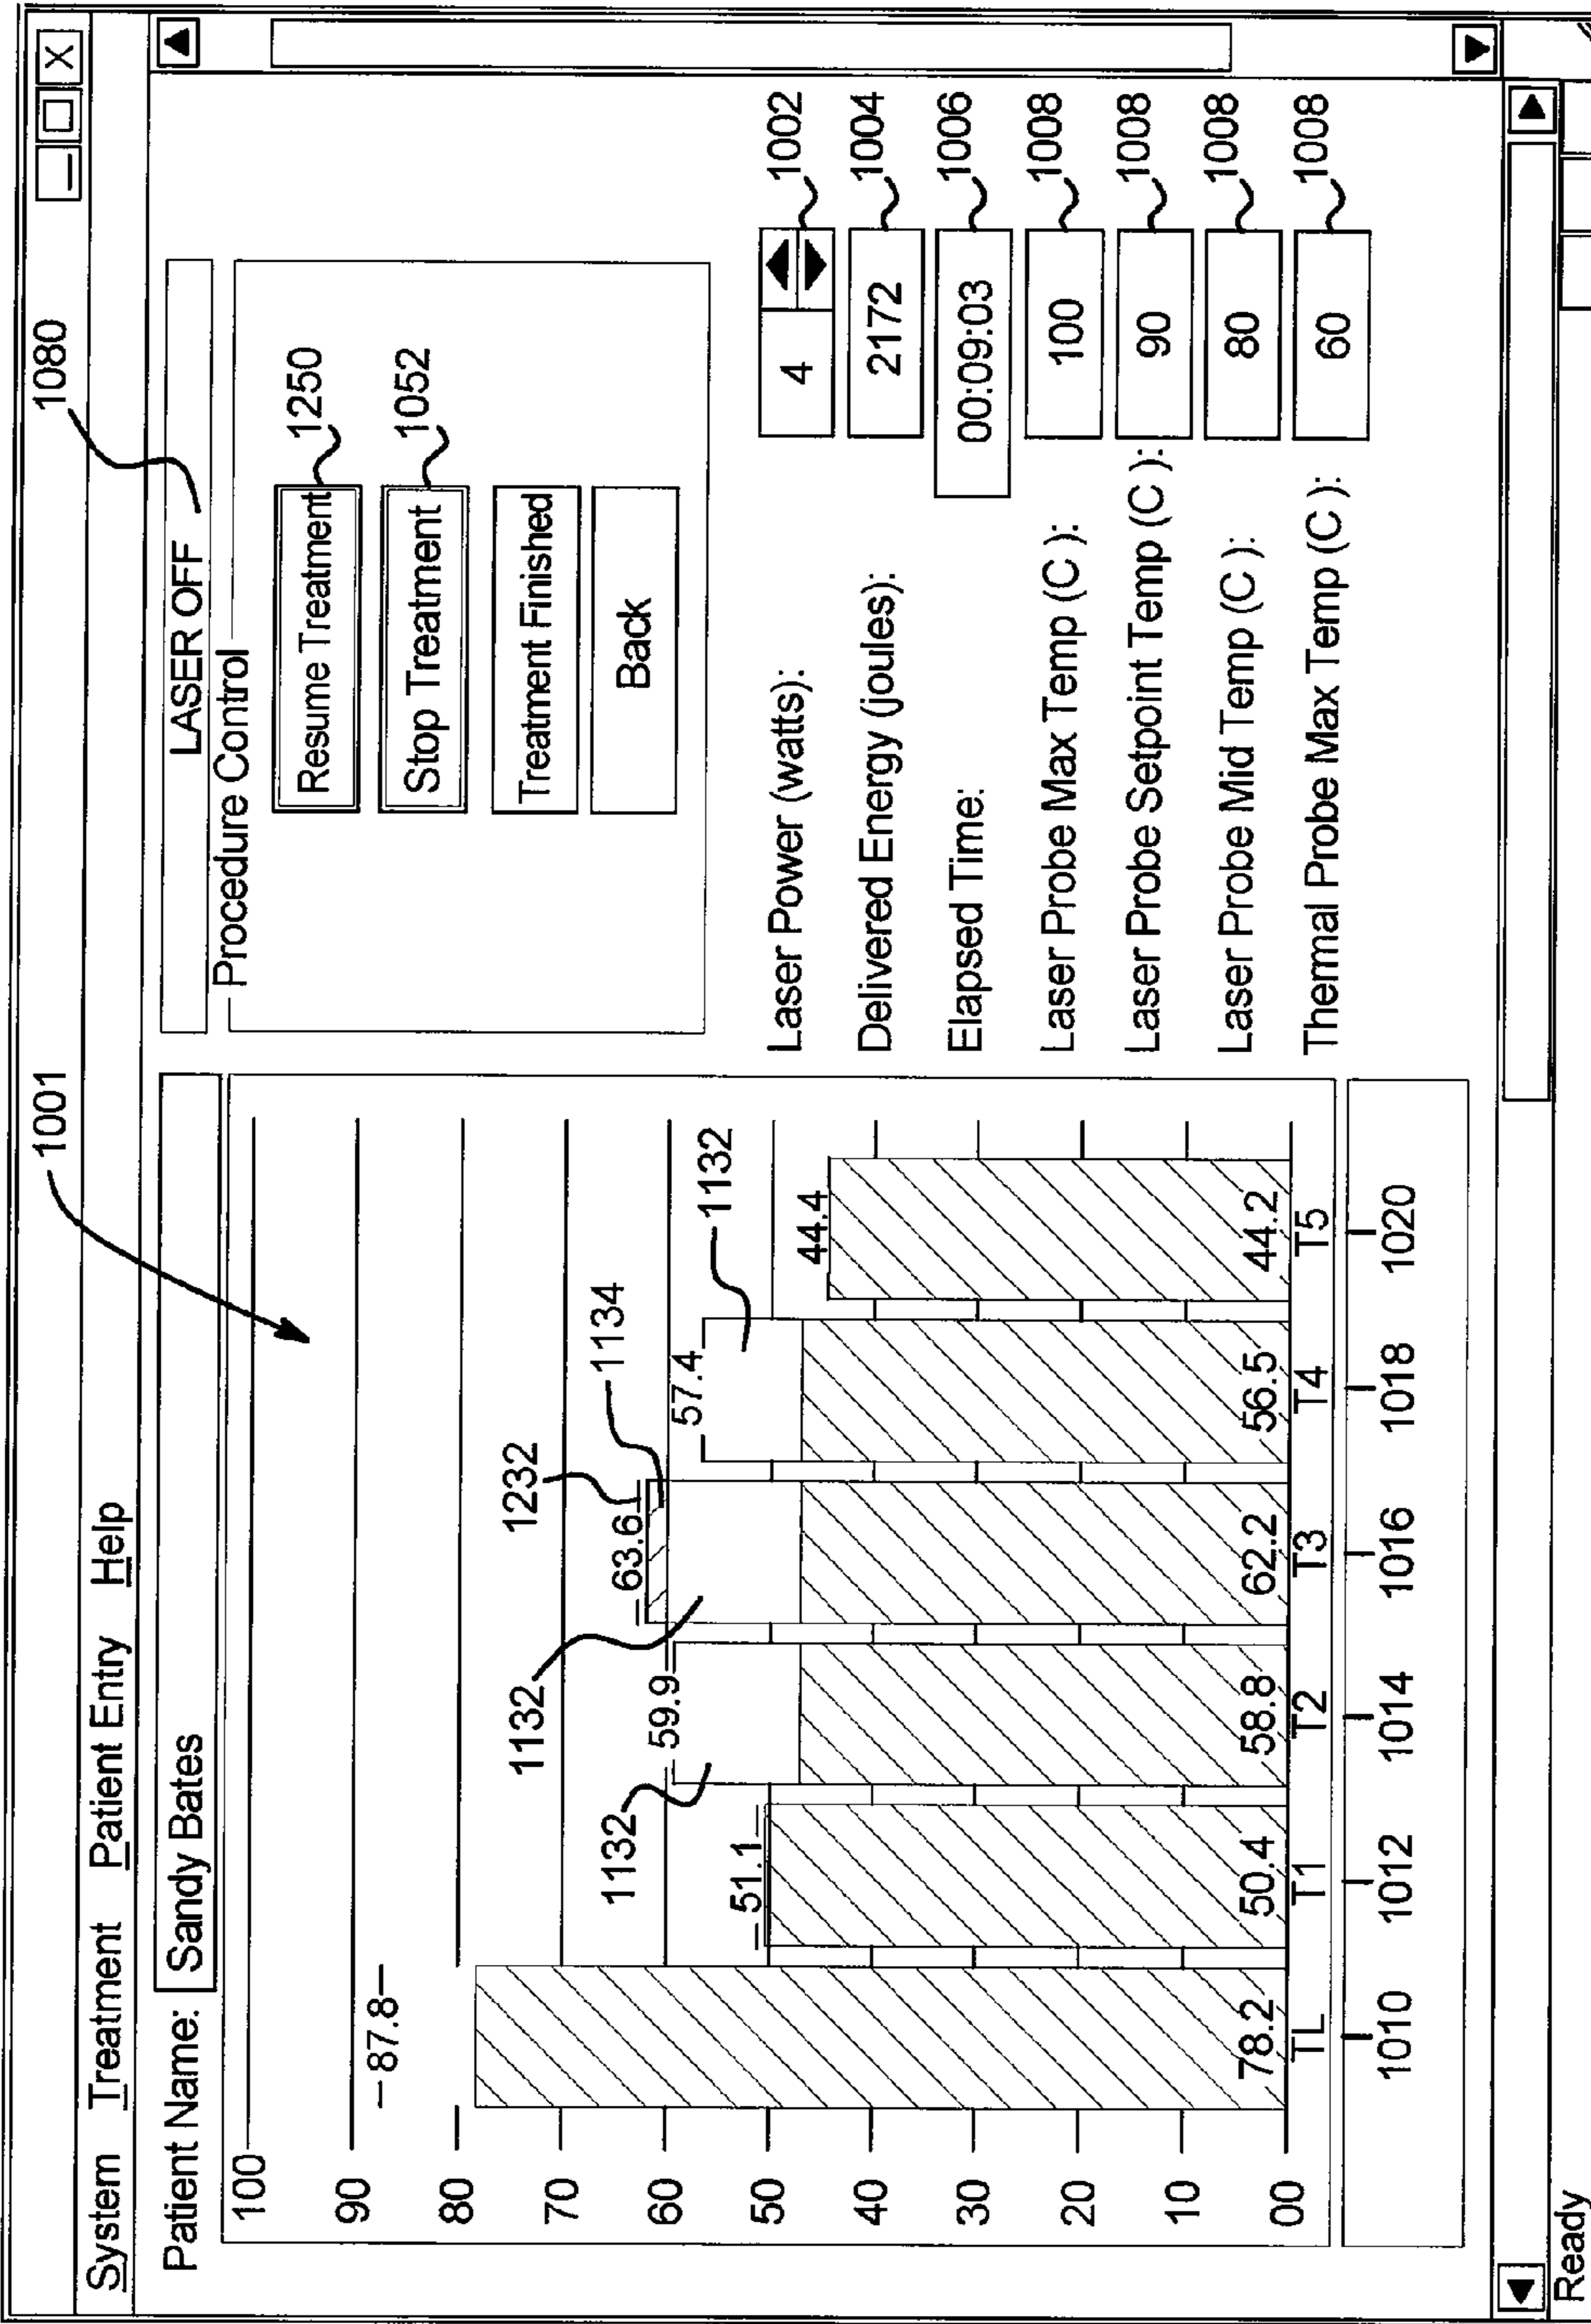 1001
1080
System Treatment Patient Entry Help
Patient Name: Sandy Bates
LASER OFF
Procedure Control
Resume Treatment 1250
Stop Treatment 1052
Treatment Finished
Back
100
90
80
70
60
50
40
30
20
10
00
87.8
51.1
59.9
63.6
57.4
44.4
1132
1132
1232
1134
1132
78.2 50.4 58.8 62.2 56.5 44.2
TL T1 T2 T3 T4 T5
1010 1012 1014 1016 1018 1020
Laser Power (watts): 4 1002
Delivered Energy (joules): 2172 1004
Elapsed Time: 00:09:03 1006
Laser Probe Max Temp (C ): 100 1008
Laser Probe Setpoint Temp (C ): 90 1008
Laser Probe Mid Temp (C ): 80 1008
Thermal Probe Max Temp (C ): 60 1008
Ready